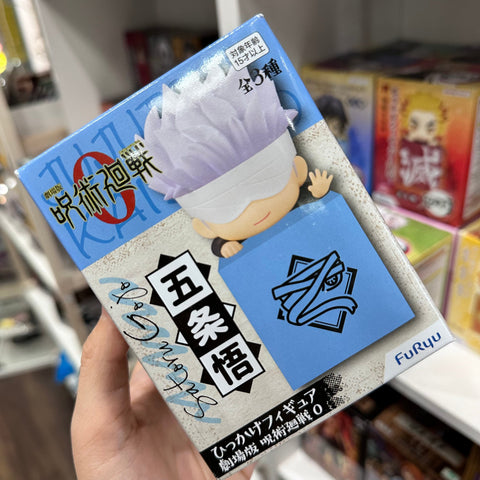 対象年齢
15才以上
全3種
劇場版
呪術廻戦
0
五条悟
ひっかけフィギュア
劇場版 呪術廻戦 0
FuRyu
滅